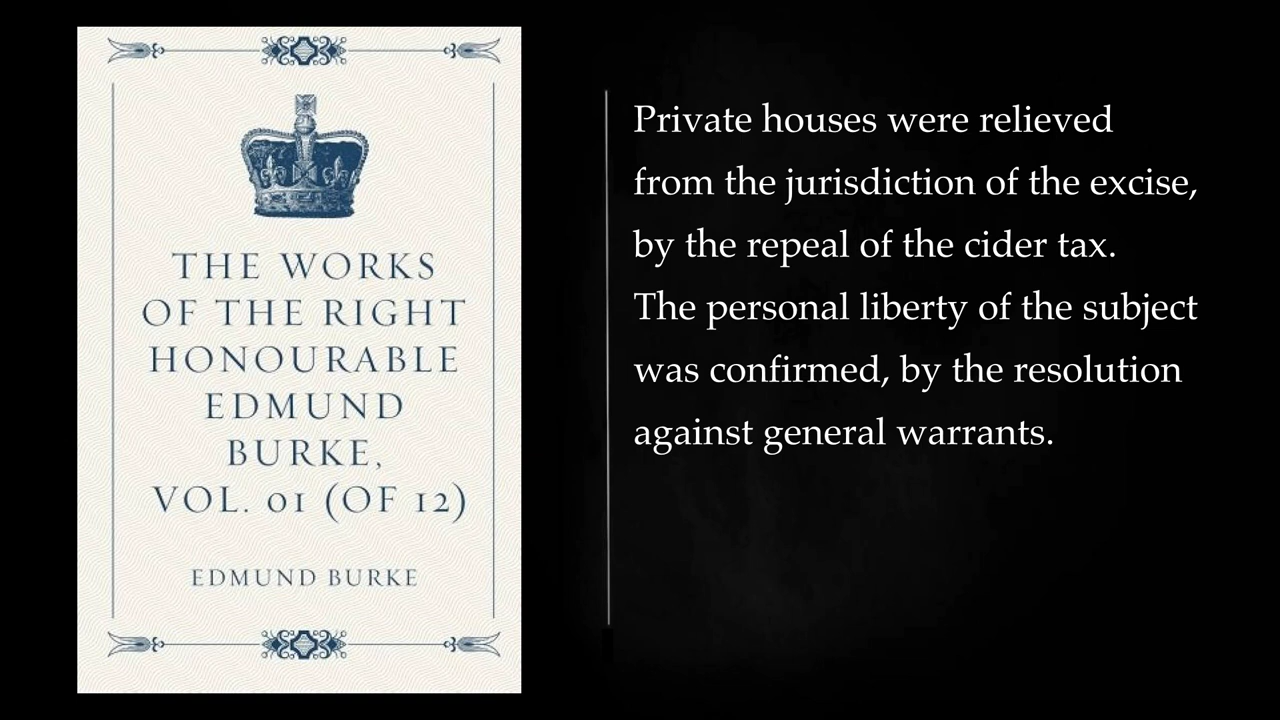 THE WORKS
OF THE RIGHT
HONOURABLE
EDMUND
BURKE,
VOL. 01 (OF 12)
EDMUND BURKE
Private houses were relieved
from the jurisdiction of the excise,
by the repeal of the cider tax.
The personal liberty of the subject
was confirmed, by the resolution
against general warrants.